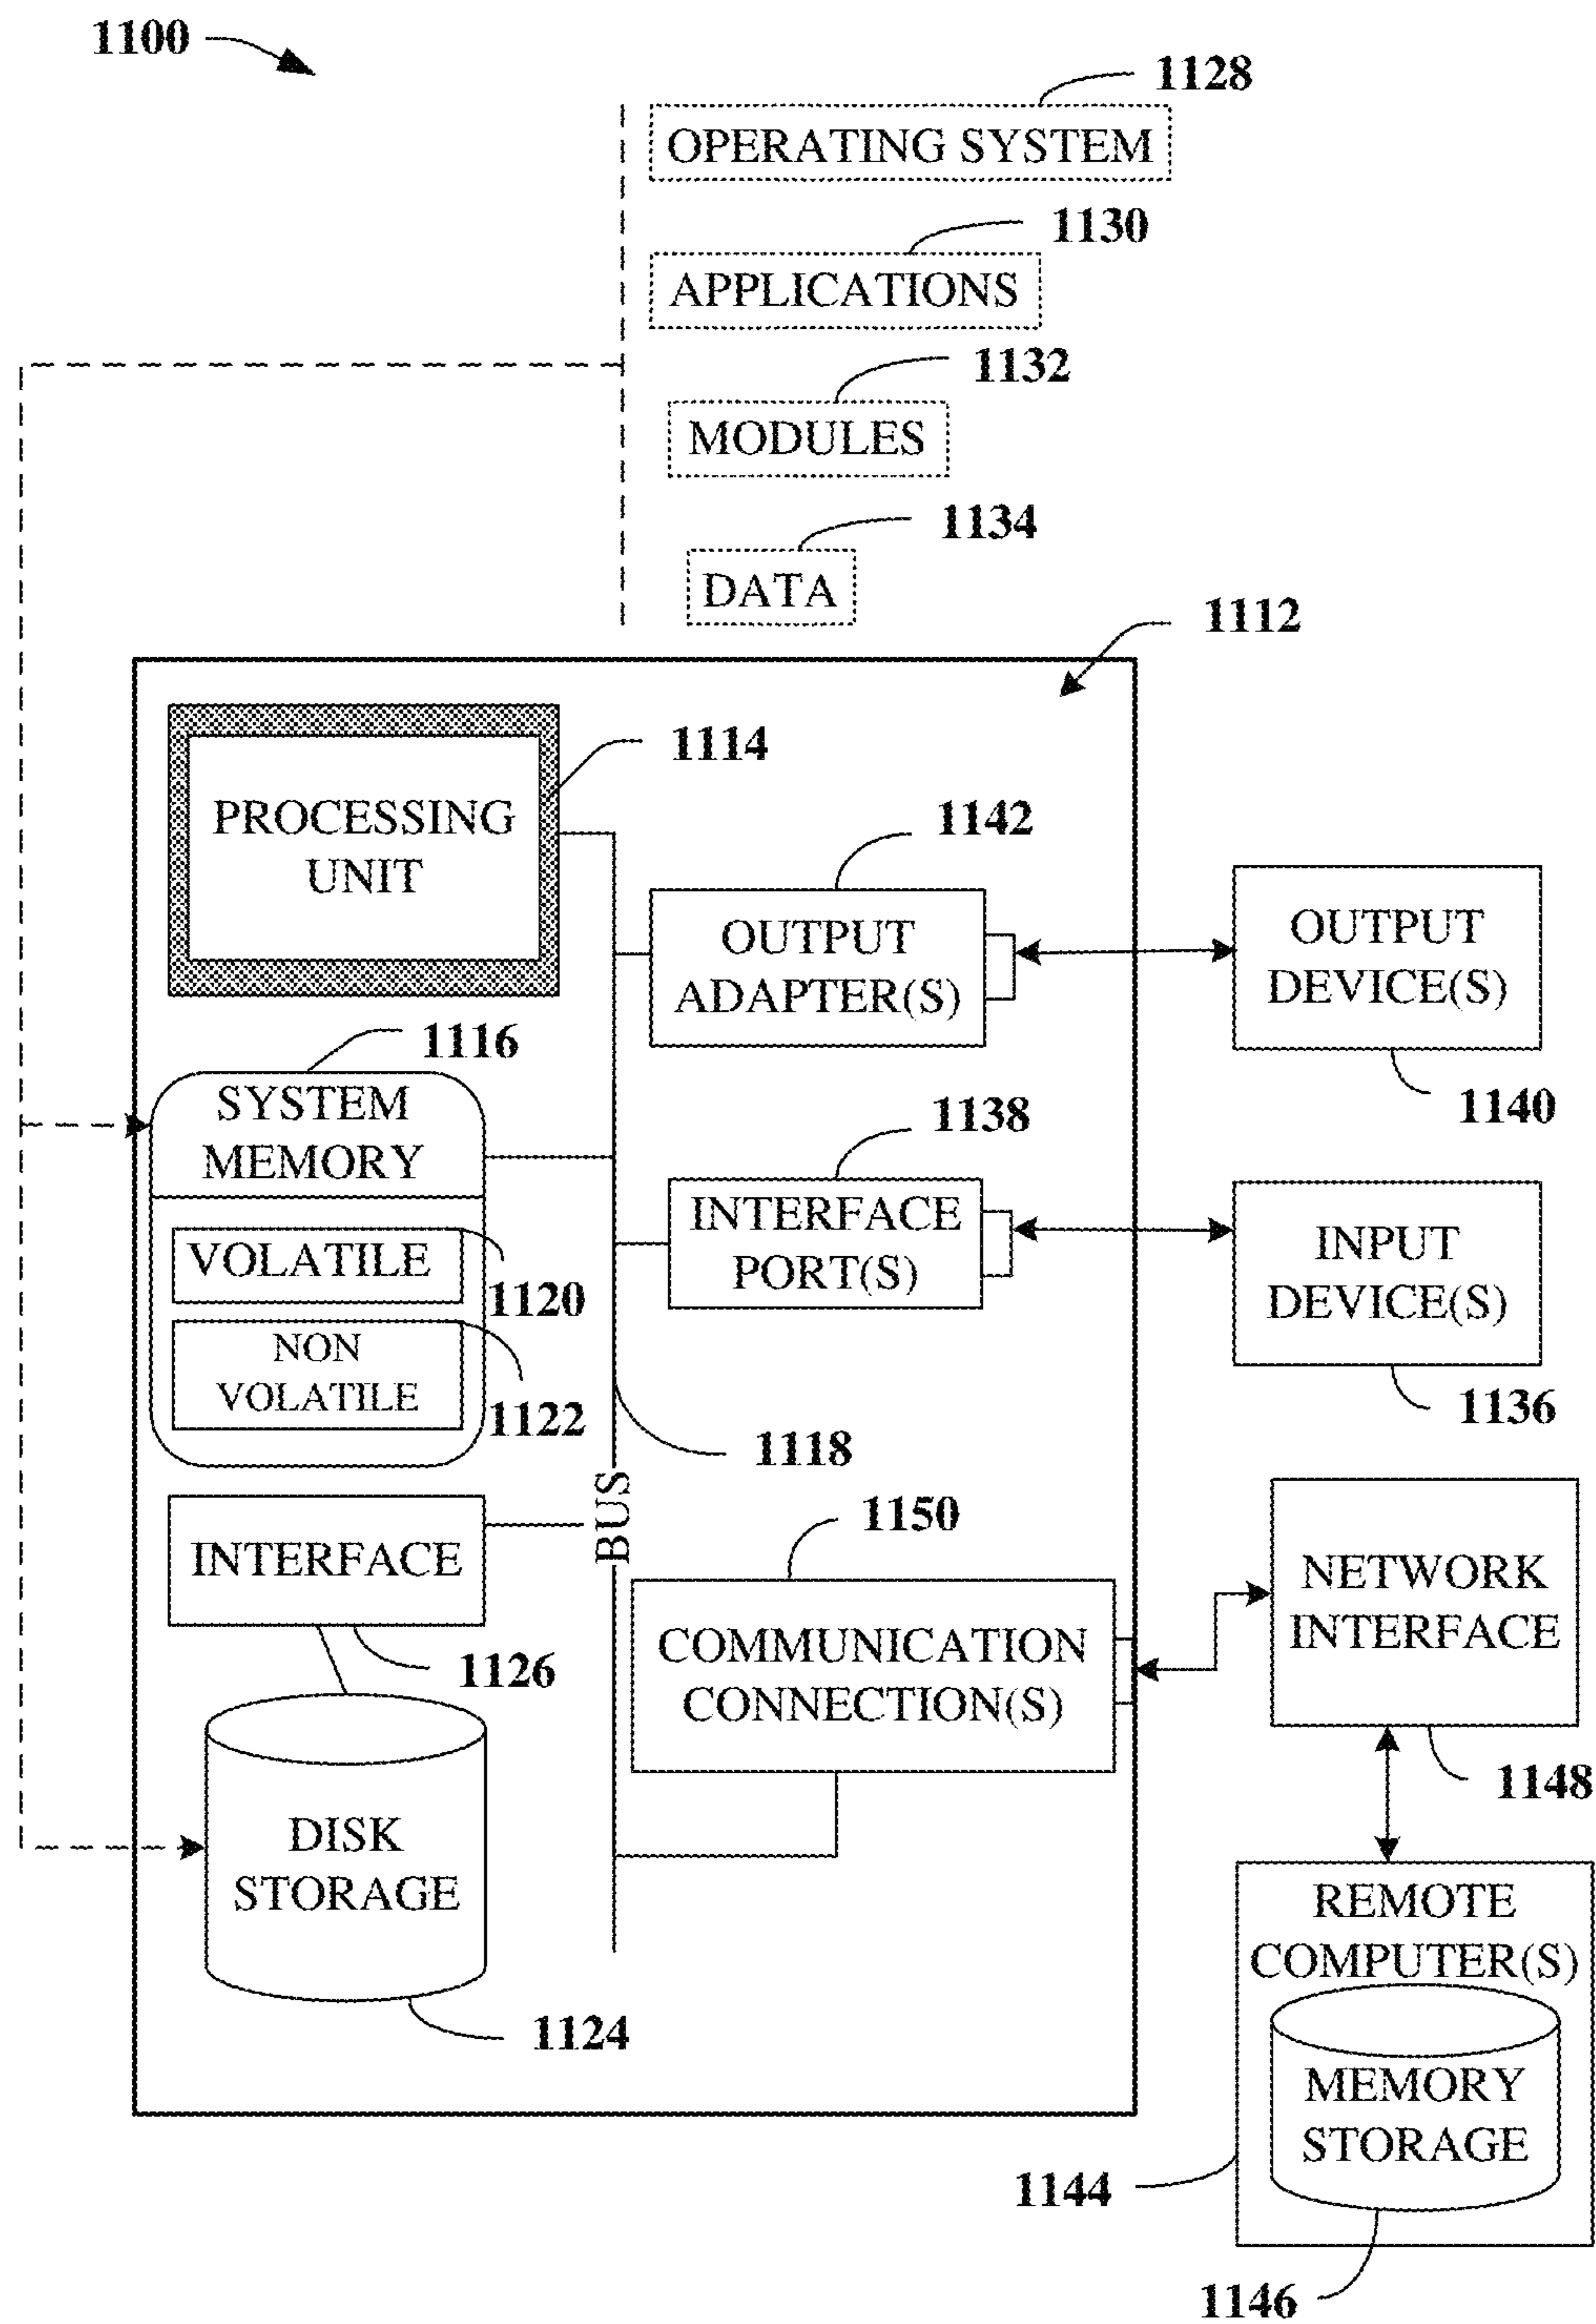 1100
1128
OPERATING SYSTEM
1130
APPLICATIONS
1132
MODULES
1134
DATA
1112
1114
PROCESSING
UNIT
1142
OUTPUT
ADAPTER(S)
OUTPUT
DEVICE(S)
1140
1116
SYSTEM
MEMORY
VOLATILE
1120
NON
VOLATILE
1122
1138
INTERFACE
PORT(S)
INPUT
DEVICE(S)
1136
1118
BUS
INTERFACE
1126
1150
COMMUNICATION
CONNECTION(S)
NETWORK
INTERFACE
1148
DISK
STORAGE
1124
REMOTE
COMPUTER(S)
MEMORY
STORAGE
1144
1146